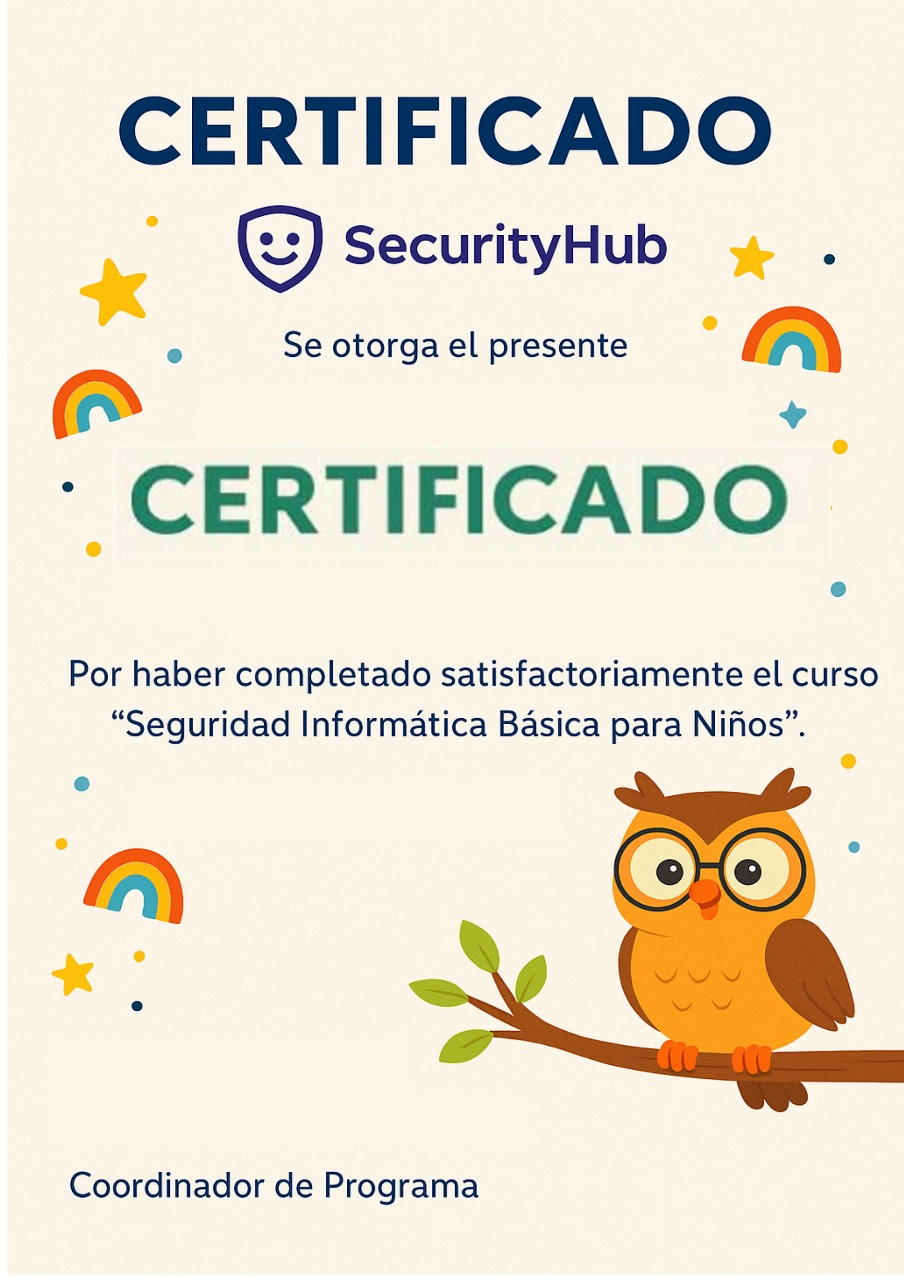 CERTIFICADO
SecurityHub
Se otorga el presente
CERTIFICADO
Por haber completado satisfactoriamente el curso
“Seguridad Informática Básica para Niños”.
Coordinador de Programa